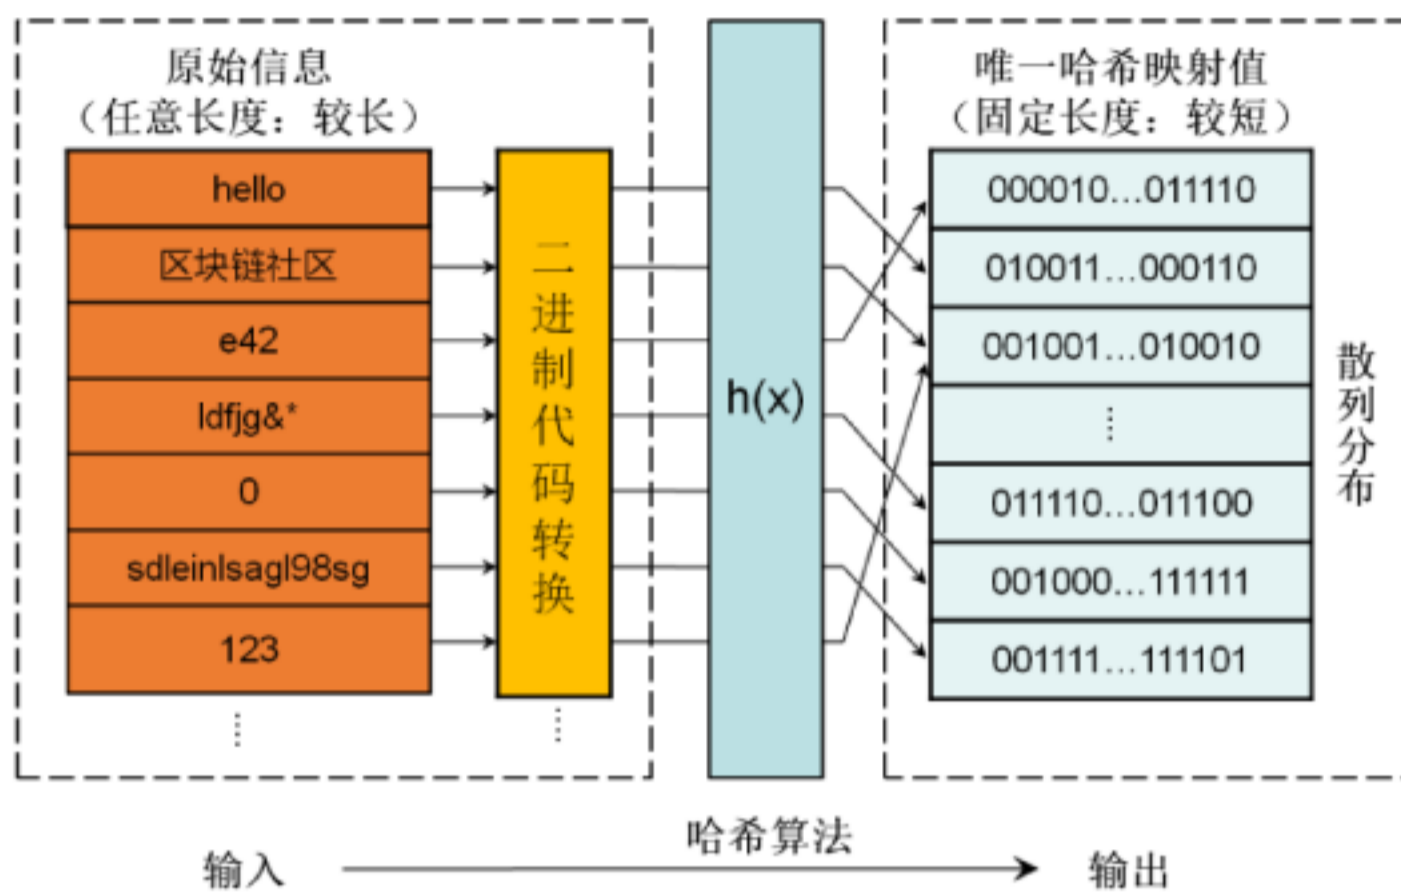 原始信息
（任意长度：较长）
hello
区块链社区
e42
ldfjg&*
0
sdleinlsagl98sg
123
⋮
二进制代码转换
⋮
h(x)
唯一哈希映射值
（固定长度：较短）
000010...011110
010011...000110
001001...010010
⋮
011110...011100
001000...111111
001111...111101
散列分布
哈希算法
输入
输出